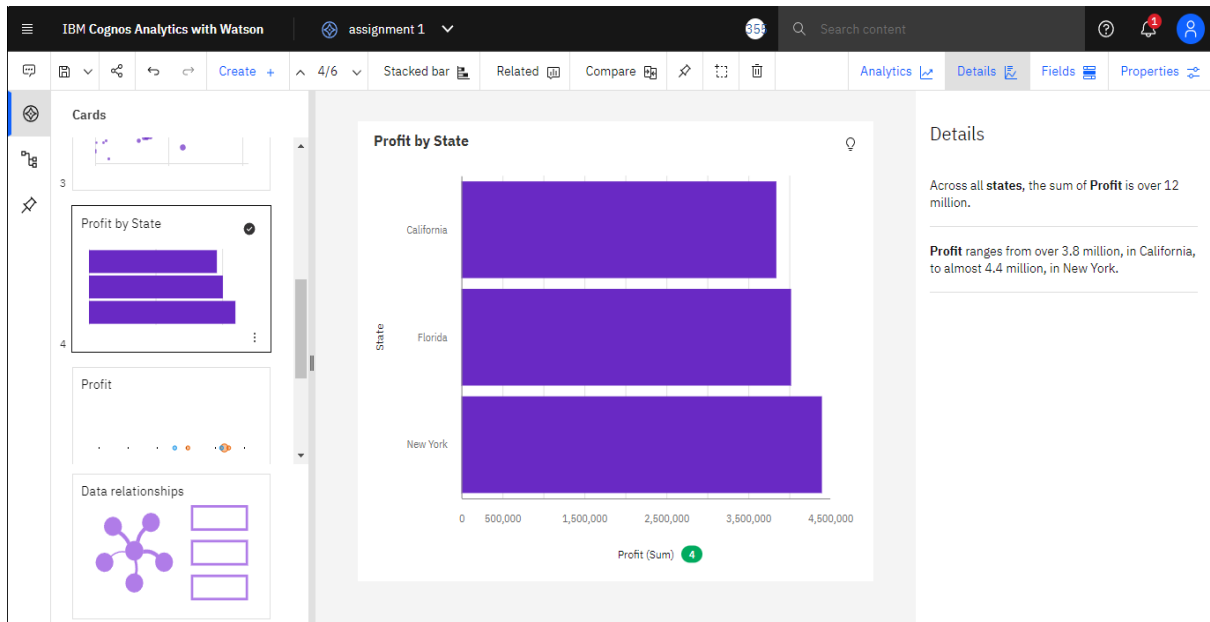 IBM Cognos Analytics with Watson
assignment 1
355
Search content
1
Create +
4/6
Stacked bar
Related
Compare
Analytics
Details
Fields
Properties
Cards
3
Profit by State
4
Profit
Data relationships
Profit by State
California
Florida
New York
State
0 500,000 1,500,000 2,500,000 3,500,000 4,500,000
Profit (Sum) 4
Details
Across all states, the sum of Profit is over 12
million.
Profit ranges from over 3.8 million, in California,
to almost 4.4 million, in New York.